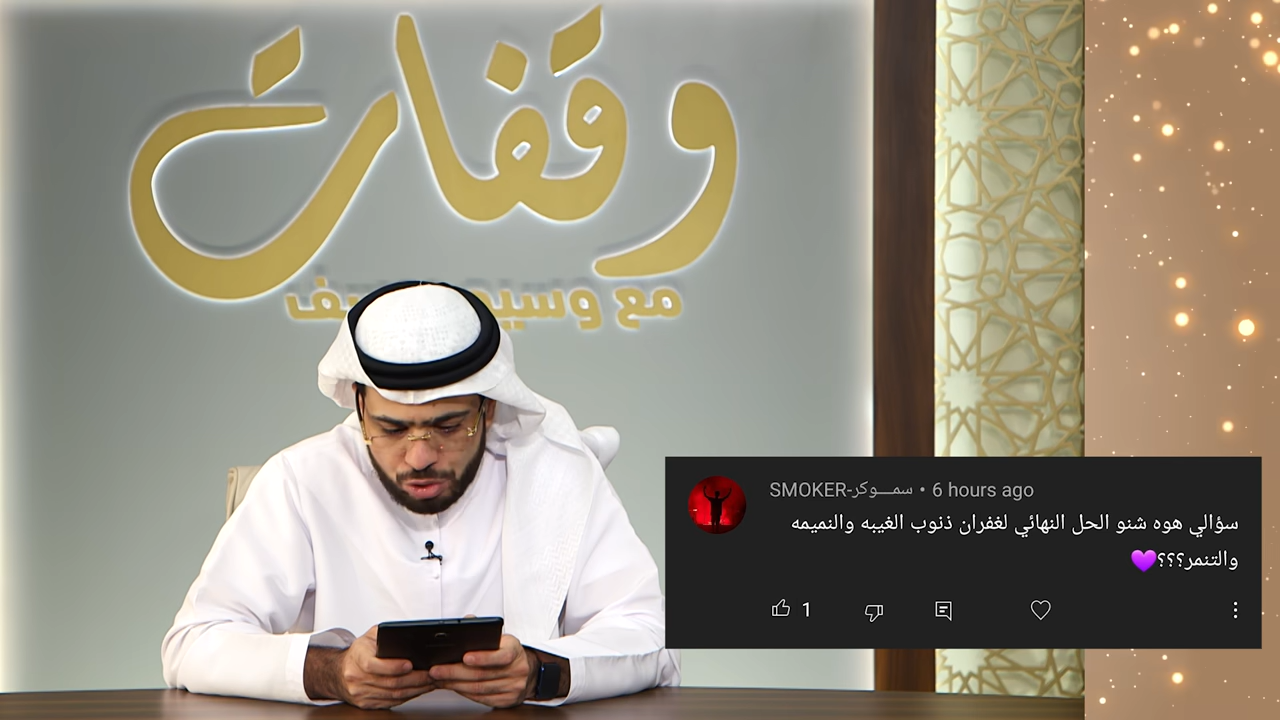 وقفات
مع وسيم
SMOKER-سمـــوكر • 6 hours ago
سؤالي هوه شنو الحل النهائي لغفران ذنوب الغيبه والنميمه
والتنمر؟؟؟💜
1